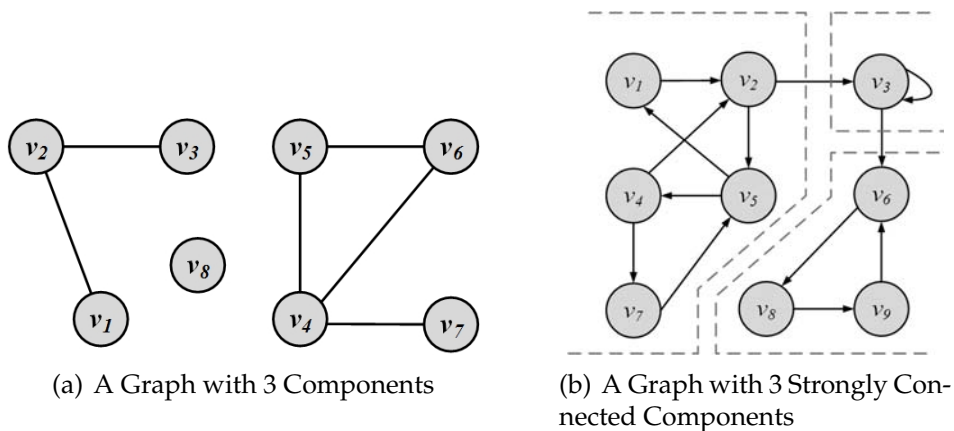 v2 v3 v5 v6
v8
v1 v4 v7
(a) A Graph with 3 Components
v1 v2 v3
v4 v5 v6
v7 v8 v9
(b) A Graph with 3 Strongly Con-
nected Components